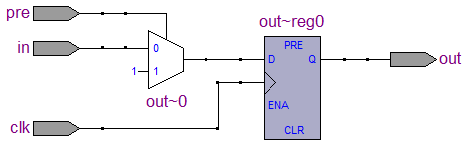 pre
in
clk
0
1
1
out~0
out~reg0
PRE
D
Q
ENA
CLR
out